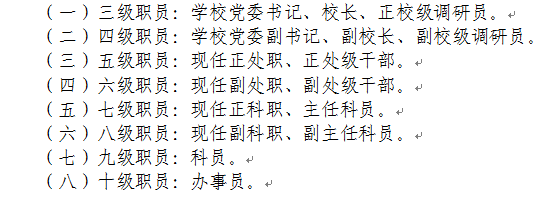 （一）三级职员：学校党委书记、校长、正校级调研员。
（二）四级职员：学校党委副书记、副校长、副校级调研员。
（三）五级职员：现任正处职、正处级干部。
（四）六级职员：现任副处职、副处级干部。
（五）七级职员：现任正科职、主任科员。
（六）八级职员：现任副科职、副主任科员。
（七）九级职员：科员。
（八）十级职员：办事员。